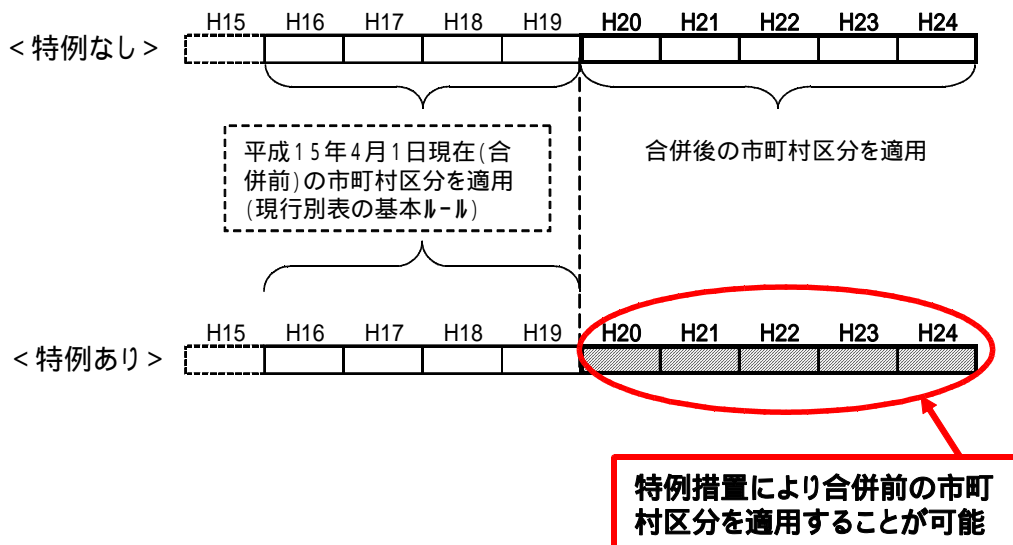 H15 H16 H17 H18 H19 H20 H21 H22 H23 H24
<特例なし>
平成15年4月1日現在(合
併前)の市町村区分を適用
(現行別表の基本ルール)
合併後の市町村区分を適用
H15 H16 H17 H18 H19 H20 H21 H22 H23 H24
<特例あり>
特例措置により合併前の市町
村区分を適用することが可能